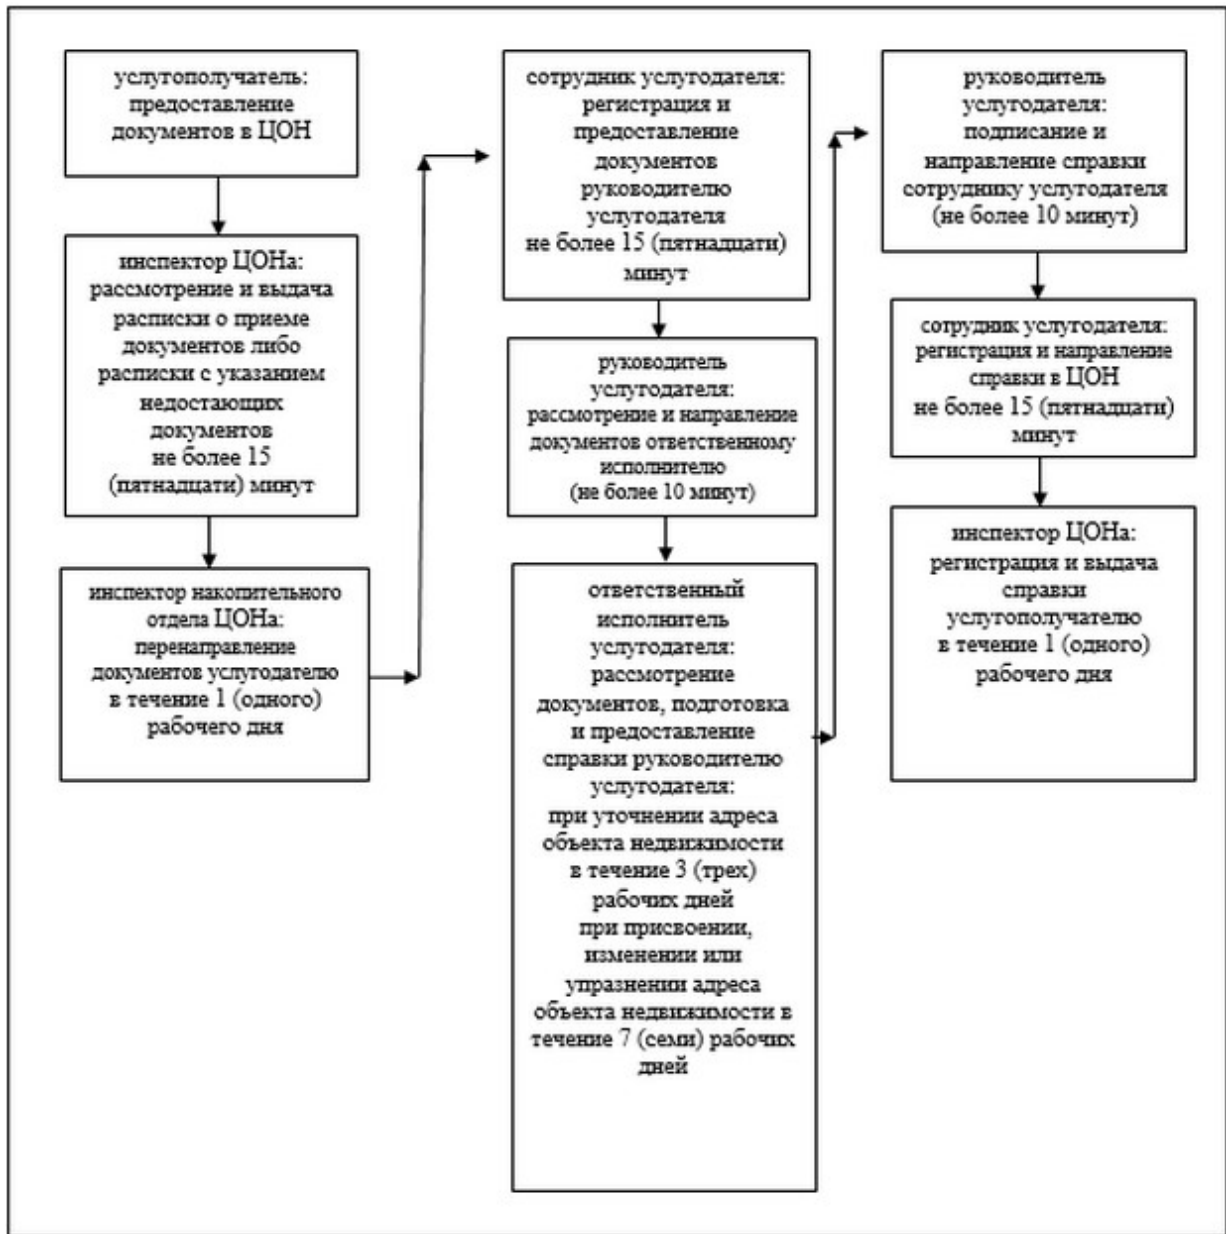 услугополучатель:
предоставление
документов в ЦОН
инспектор ЦОНа:
рассмотрение и выдача
расписки о приеме
документов либо
расписки с указанием
недостающих
документов
не более 15
(пятнадцати) минут
инспектор накопительного
отдела ЦОНа:
перенаправление
документов услугодателю
в течение 1 (одного)
рабочего дня
сотрудник услугодателя:
регистрация и
предоставление
документов
руководителю
услугодателя
не более 15 (пятнадцати)
минут
руководитель
услугодателя:
рассмотрение и направление
документов ответственному
исполнителю
(не более 10 минут)
ответственный
исполнитель
услугодателя:
рассмотрение
документов, подготовка
и предоставление
справки руководителю
услугодателя:
при уточнении адреса
объекта недвижимости
в течение 3 (трех)
рабочих дней
при присвоении,
изменении или
упразнении адреса
объекта недвижимости в
течение 7 (семи) рабочих
дней
руководитель
услугодателя:
подписание и
направление справки
сотруднику услугодателя
(не более 10 минут)
сотрудник услугодателя:
регистрация и направление
справки в ЦОН
не более 15 (пятнадцати)
минут
инспектор ЦОНа:
регистрация и выдача
справки
услугополучателю
в течение 1 (одного)
рабочего дня